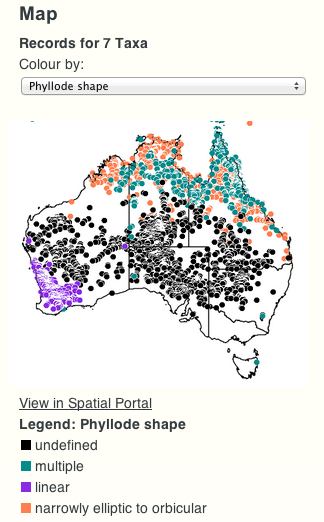 Map
Records for 7 Taxa
Colour by:
Phyllode shape
View in Spatial Portal
Legend: Phyllode shape
undefined
multiple
linear
narrowly elliptic to orbicular